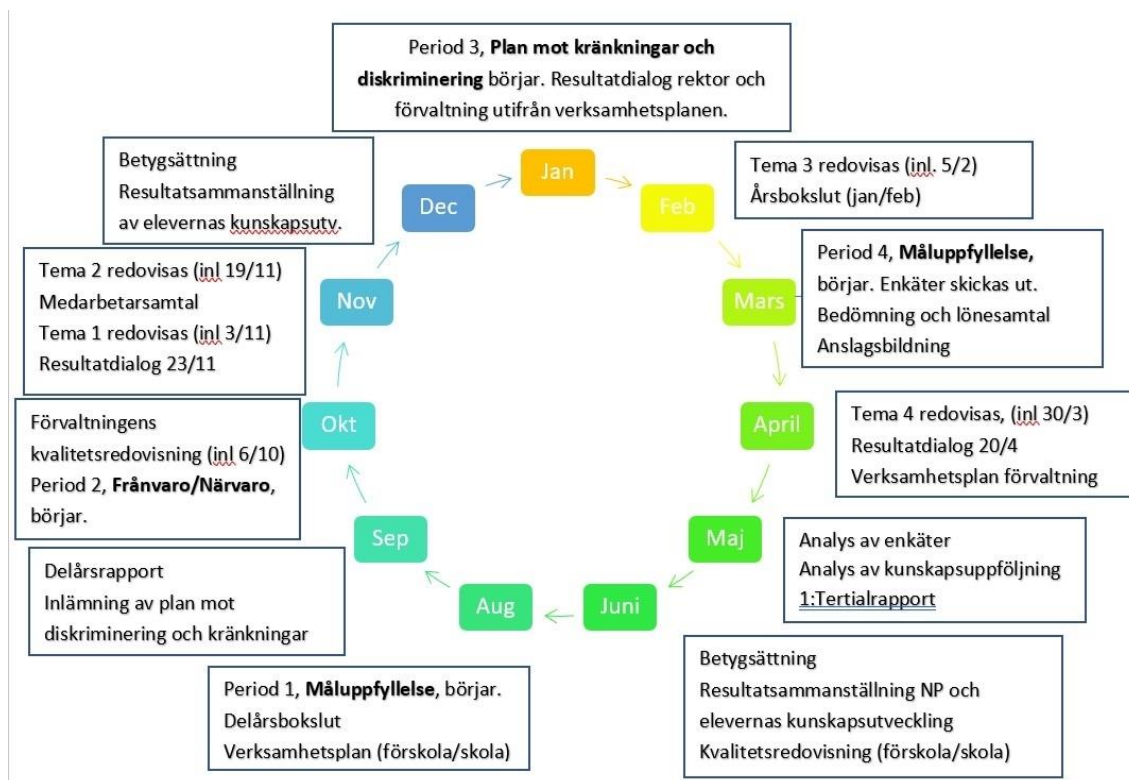 Period 3, Plan mot kränkningar och
diskriminering börjar. Resultatdialog rektor och
förvaltning utifrån verksamhetsplanen.
Jan
Tema 3 redovisas (inl. 5/2)
Årsbokslut (jan/feb)
Feb
Period 4, Måluppfyllelse,
börjar. Enkäter skickas ut.
Bedömning och lönesamtal
Anslagsbildning
Mars
Tema 4 redovisas, (inl 30/3)
Resultatdialog 20/4
Verksamhetsplan förvaltning
April
Analys av enkäter
Analys av kunskapsuppföljning
1:Tertialrapport
Maj
Betygsättning
Resultatsammanställning NP och
elevernas kunskapsutveckling
Kvalitetsredovisning (förskola/skola)
Juni
Period 1, Måluppfyllelse, börjar.
Delårsbokslut
Verksamhetsplan (förskola/skola)
Aug
Delårsrapport
Inlämning av plan mot
diskriminering och kränkningar
Sep
Förvaltningens
kvalitetsredovisning (inl 6/10)
Period 2, Frånvaro/Närvaro,
börjar.
Okt
Tema 2 redovisas (inl 19/11)
Medarbetarsamtal
Tema 1 redovisas (inl 3/11)
Resultatdialog 23/11
Nov
Betygsättning
Resultatsammanställning
av elevernas kunskapsutv.
Dec